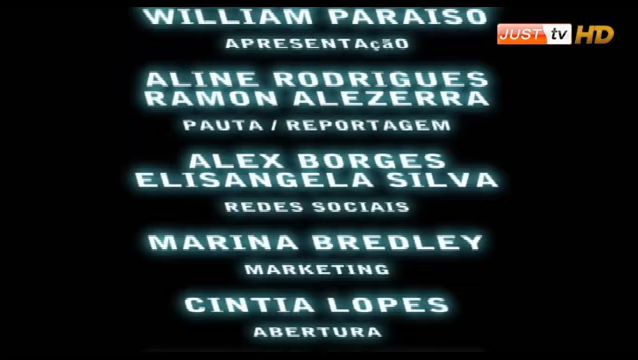 WILLIAM PARAISO
JUST tv HD
APRESENTAçãO
ALINE RODRIGUES
RAMON ALEZERRA
PAUTA / REPORTAGEM
ALEX BORGES
ELISANGELA SILVA
REDES SOCIAIS
MARINA BREDLEY
MARKETING
CINTIA LOPES
ABERTURA